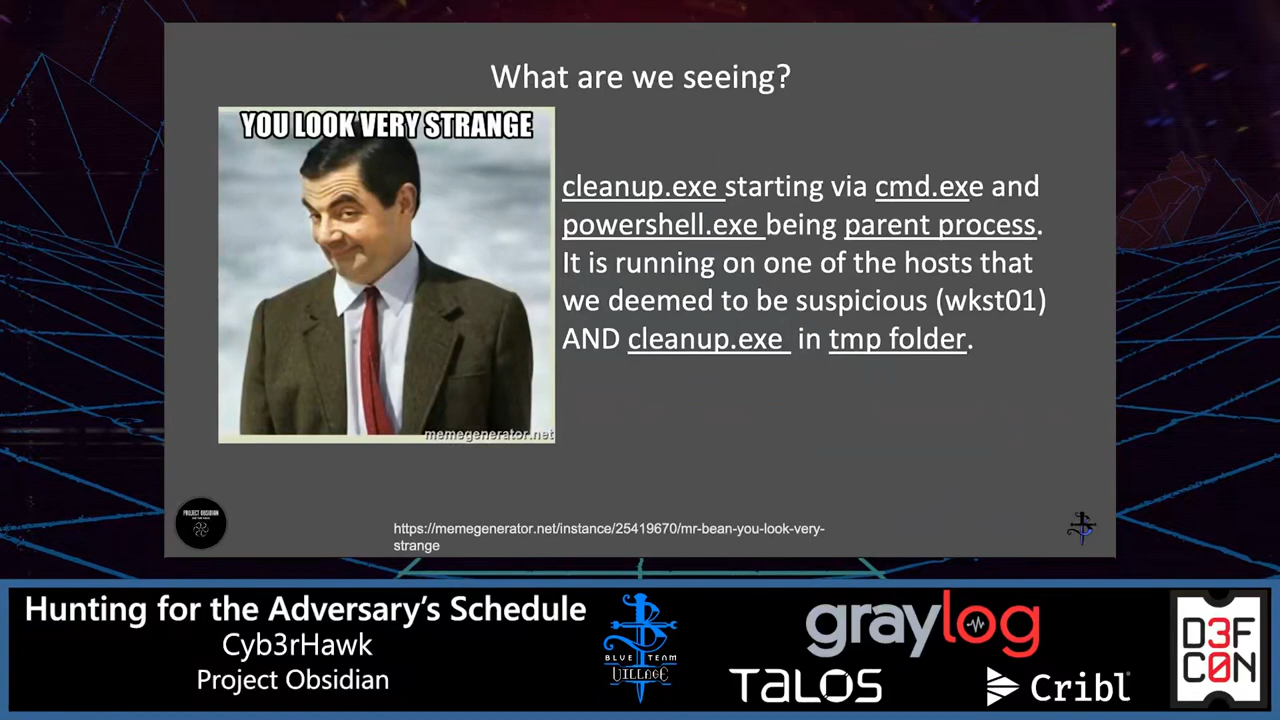 What are we seeing?
YOU LOOK VERY STRANGE
cleanup.exe starting via cmd.exe and
powershell.exe being parent process.
It is running on one of the hosts that
we deemed to be suspicious (wkst01)
AND cleanup.exe in tmp folder.
memegenerator.net
PROJECT OBSIDIAN
https://memegenerator.net/instance/25419670/mr-bean-you-look-very-
strange
Hunting for the Adversary's Schedule
Cyb3rHawk
Project Obsidian
BLUE TEAM
VILLAGE
graylog
TALOS
Cribl
D3F
C0N